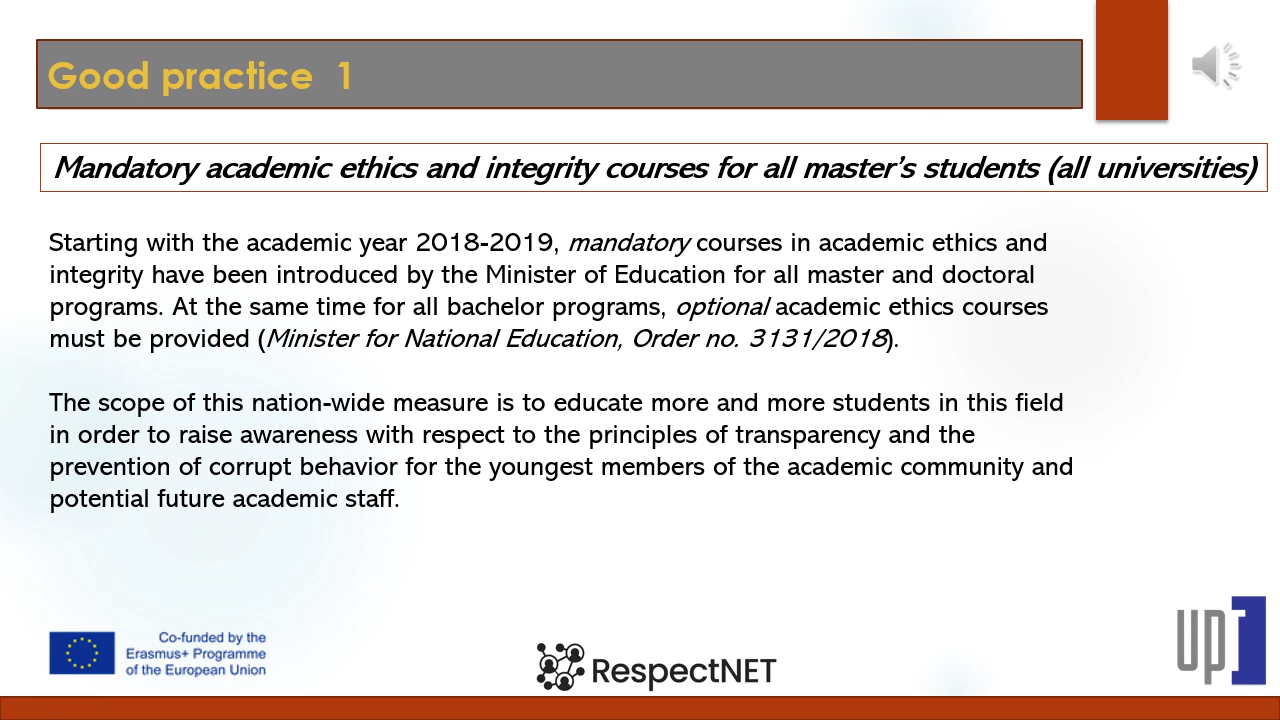 Good practice 1
Mandatory academic ethics and integrity courses for all master’s students (all universities)
Starting with the academic year 2018-2019, mandatory courses in academic ethics and
integrity have been introduced by the Minister of Education for all master and doctoral
programs. At the same time for all bachelor programs, optional academic ethics courses
must be provided (Minister for National Education, Order no. 3131/2018).
The scope of this nation-wide measure is to educate more and more students in this field
in order to raise awareness with respect to the principles of transparency and the
prevention of corrupt behavior for the youngest members of the academic community and
potential future academic staff.
Co-funded by the
Erasmus+ Programme
of the European Union
RespectNET
up